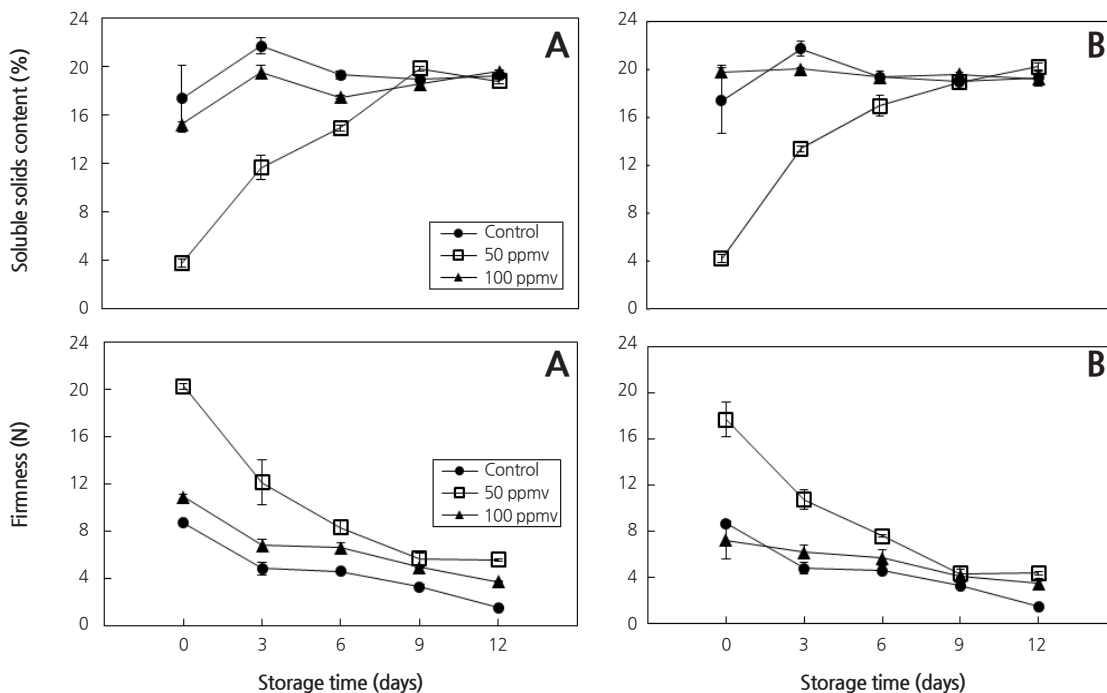 24
20
16
12
8
4
0
Soluble solids content (%)
A
Control
50 ppmv
100 ppmv
24
20
16
12
8
4
0
B
24
20
16
12
8
4
0
Firmness (N)
A
Control
50 ppmv
100 ppmv
0 3 6 9 12
Storage time (days)
24
20
16
12
8
4
0
B
0 3 6 9 12
Storage time (days)